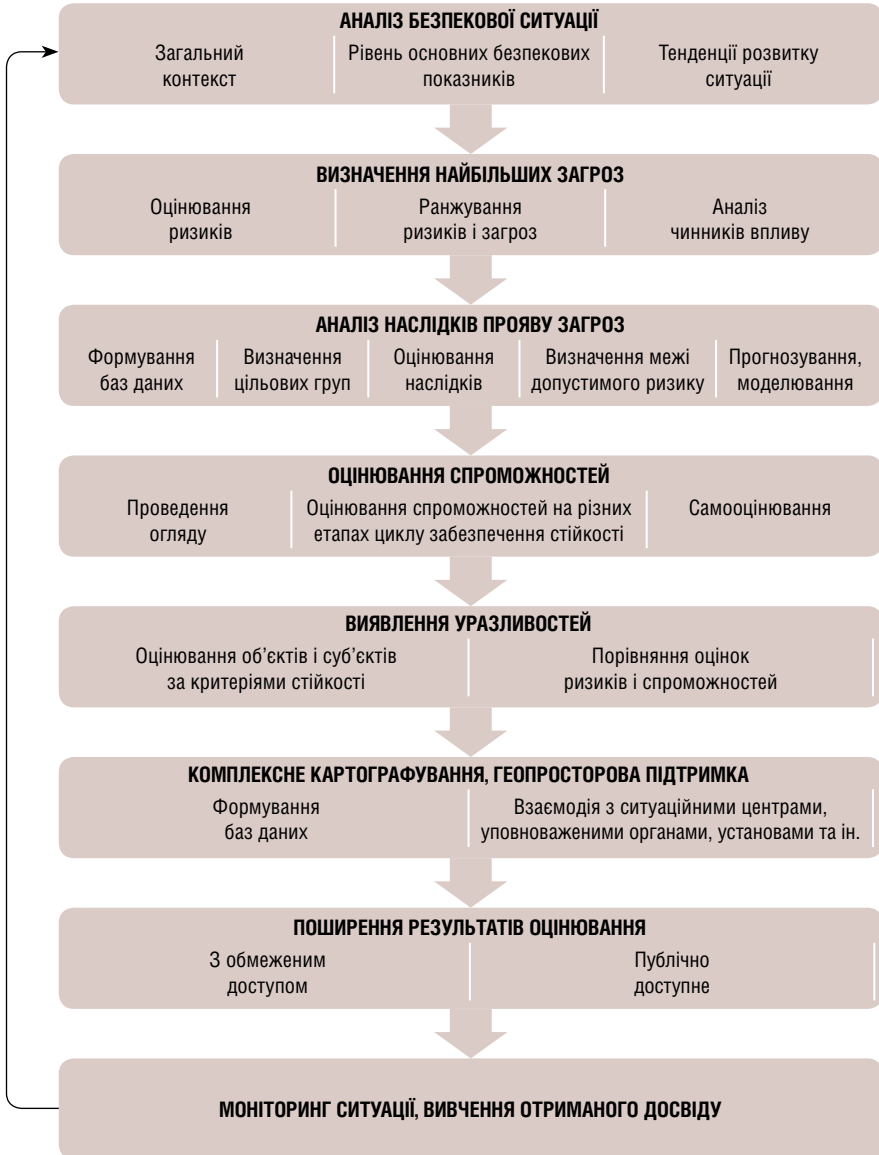 АНАЛІЗ БЕЗПЕКОВОЇ СИТУАЦІЇ
Загальний
контекст
Рівень основних безпекових
показників
Тенденції розвитку
ситуації
ВИЗНАЧЕННЯ НАЙБІЛЬШИХ ЗАГРОЗ
Оцінювання
ризиків
Ранжування
ризиків і загроз
Аналіз
чинників впливу
АНАЛІЗ НАСЛІДКІВ ПРОЯВУ ЗАГРОЗ
Формування
баз даних
Визначення
цільових груп
Оцінювання
наслідків
Визначення межі
допустимого ризику
Прогнозування,
моделювання
ОЦІНЮВАННЯ СПРОМОЖНОСТЕЙ
Проведення
огляду
Оцінювання спроможностей на різних
етапах циклу забезпечення стійкості
Самооцінювання
ВИЯВЛЕННЯ УРАЗЛИВОСТЕЙ
Оцінювання об’єктів і суб’єктів
за критеріями стійкості
Порівняння оцінок
ризиків і спроможностей
КОМПЛЕКСНЕ КАРТОГРАФУВАННЯ, ГЕОПРОСТОРОВА ПІДТРИМКА
Формування
баз даних
Взаємодія з ситуаційними центрами,
уповноваженими органами, установами та ін.
ПОШИРЕННЯ РЕЗУЛЬТАТІВ ОЦІНЮВАННЯ
З обмеженим
доступом
Публічно
доступне
МОНІТОРИНГ СИТУАЦІЇ, ВИВЧЕННЯ ОТРИМАНОГО ДОСВІДУ